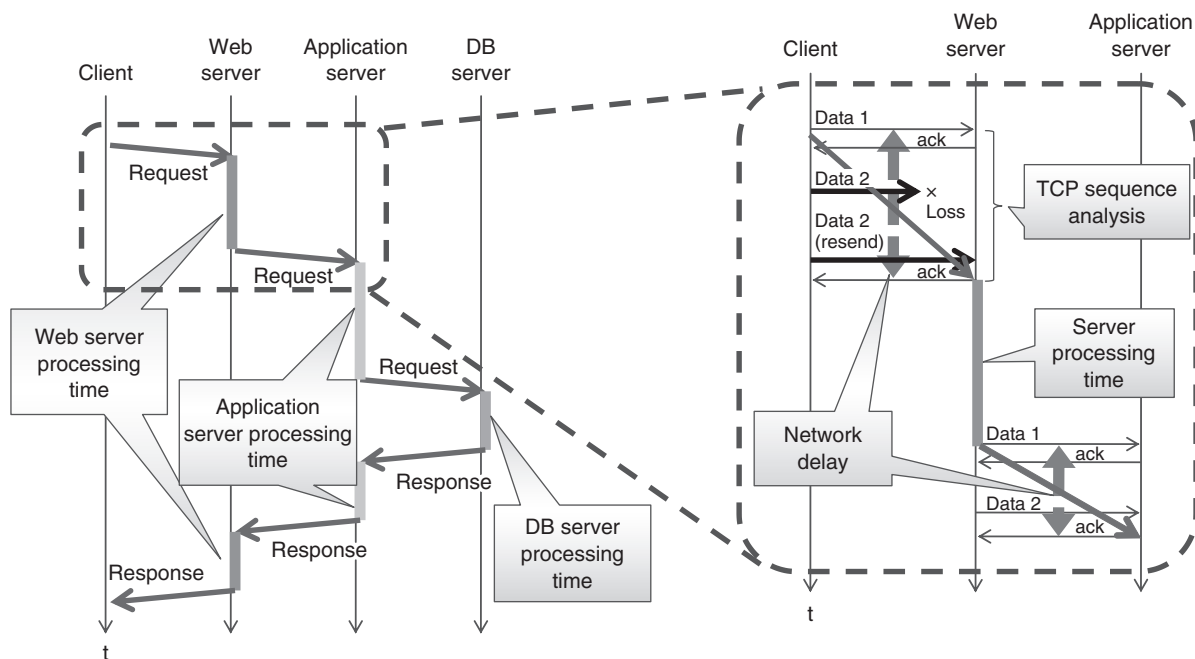 Client
Web
server
Application
server
DB
server
Request
Request
Web server
processing
time
Request
Application
server processing
time
Response
Response
DB server
processing
time
Response
t
Client
Web
server
Application
server
Data 1
ack
Data 2
×
Loss
Data 2
(resend)
ack
TCP sequence
analysis
Server
processing
time
Network
delay
Data 1
ack
Data 2
ack
t